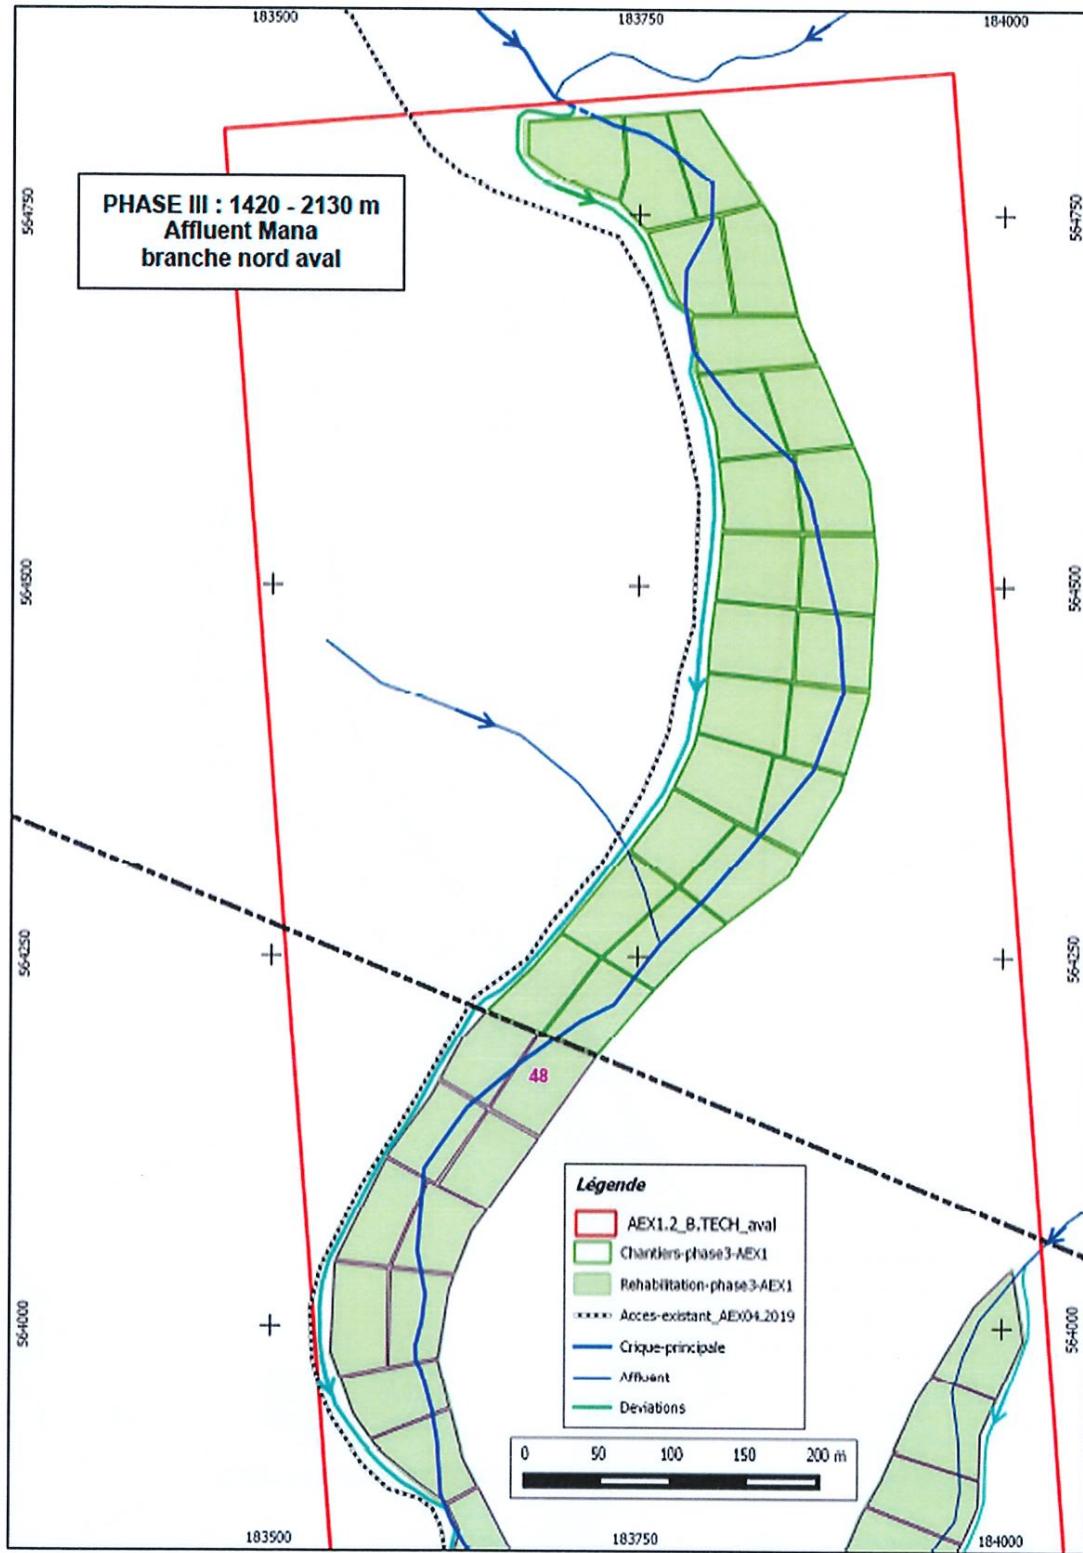 183500 183750 184000
PHASE III : 1420 - 2130 m
Affluent Mana
branche nord aval
564750 564750
564500 564500
564250 564250
48
Légende
AEX1.2_B.TECH_aval
Chantiers-phase3-AEX1
Rehabilitation-phase3-AEX1
Acces-existant_AEX04.2019
Crique-principale
Affluent
Deviations
564000 564000
0 50 100 150 200 m
183500 183750 184000